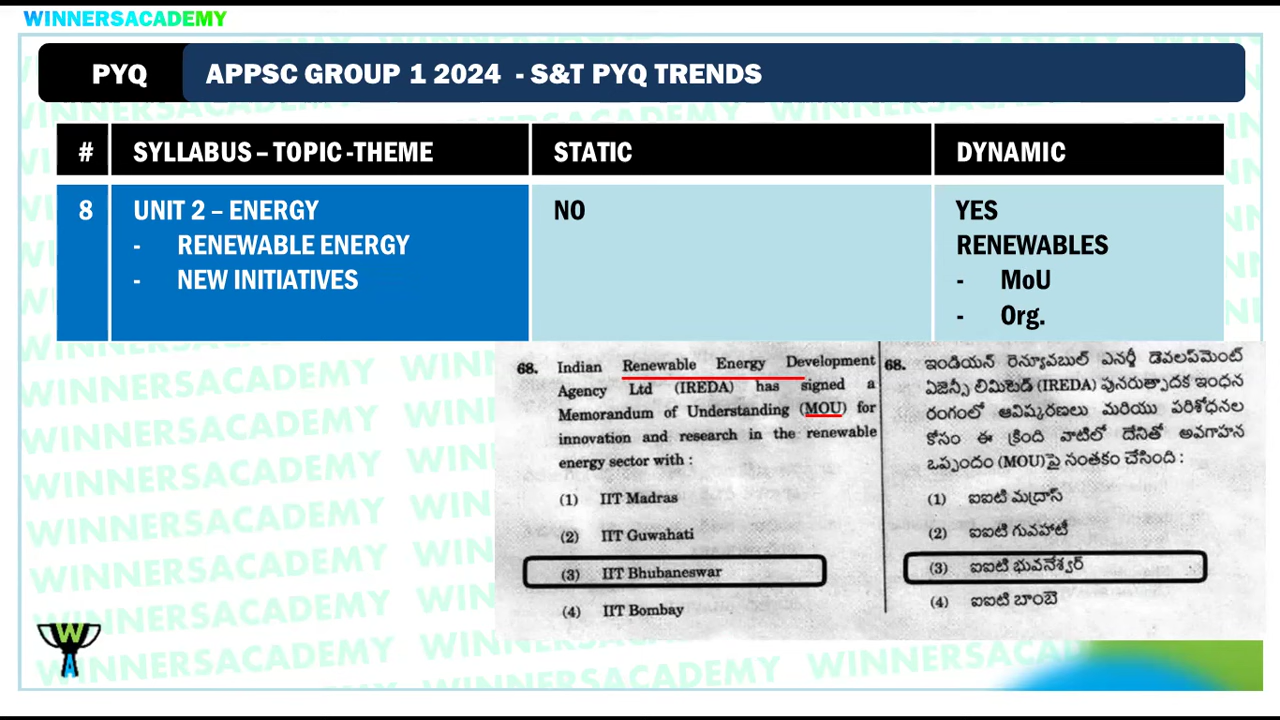 WINNERSACADEMY
PYQ
APPSC GROUP 1 2024 - S&T PYQ TRENDS
#
SYLLABUS – TOPIC -THEME
STATIC
DYNAMIC
8
UNIT 2 – ENERGY
- RENEWABLE ENERGY
- NEW INITIATIVES
NO
YES
RENEWABLES
- MoU
- Org.
68. Indian Renewable Energy Development
Agency Ltd (IREDA) has signed a
Memorandum of Understanding (MOU) for
innovation and research in the renewable
energy sector with :
(1) IIT Madras
(2) IIT Guwahati
(3) IIT Bhubaneswar
(4) IIT Bombay
68. ఇండియన్ రెన్యూవబుల్ ఎనర్జీ డెవలప్‌మెంట్
ఏజెన్సీ లిమిటెడ్ (IREDA) పునరుత్పాదక ఇంధన
రంగంలో ఆవిష్కరణలు మరియు పరిశోధనల
కోసం ఈ క్రింది వాటిలో దేనితో అవగాహన
ఒప్పందం (MOU)పై సంతకం చేసింది :
(1) ఐఐటి మద్రాస్
(2) ఐఐటి గువహాటి
(3) ఐఐటి భువనేశ్వర్
(4) ఐఐటి బాంబె
WA